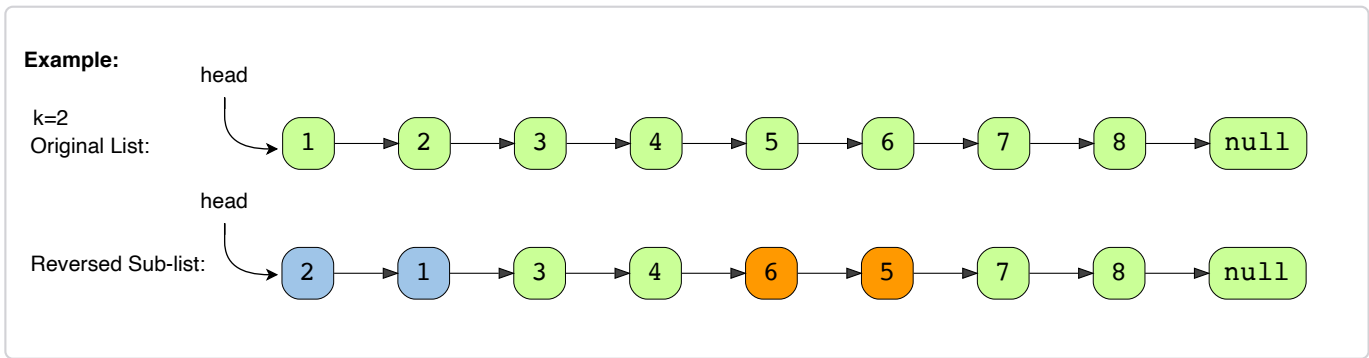 Example:
head
k=2
Original List:
1 2 3 4 5 6 7 8 null
head
Reversed Sub-list:
2 1 3 4 6 5 7 8 null